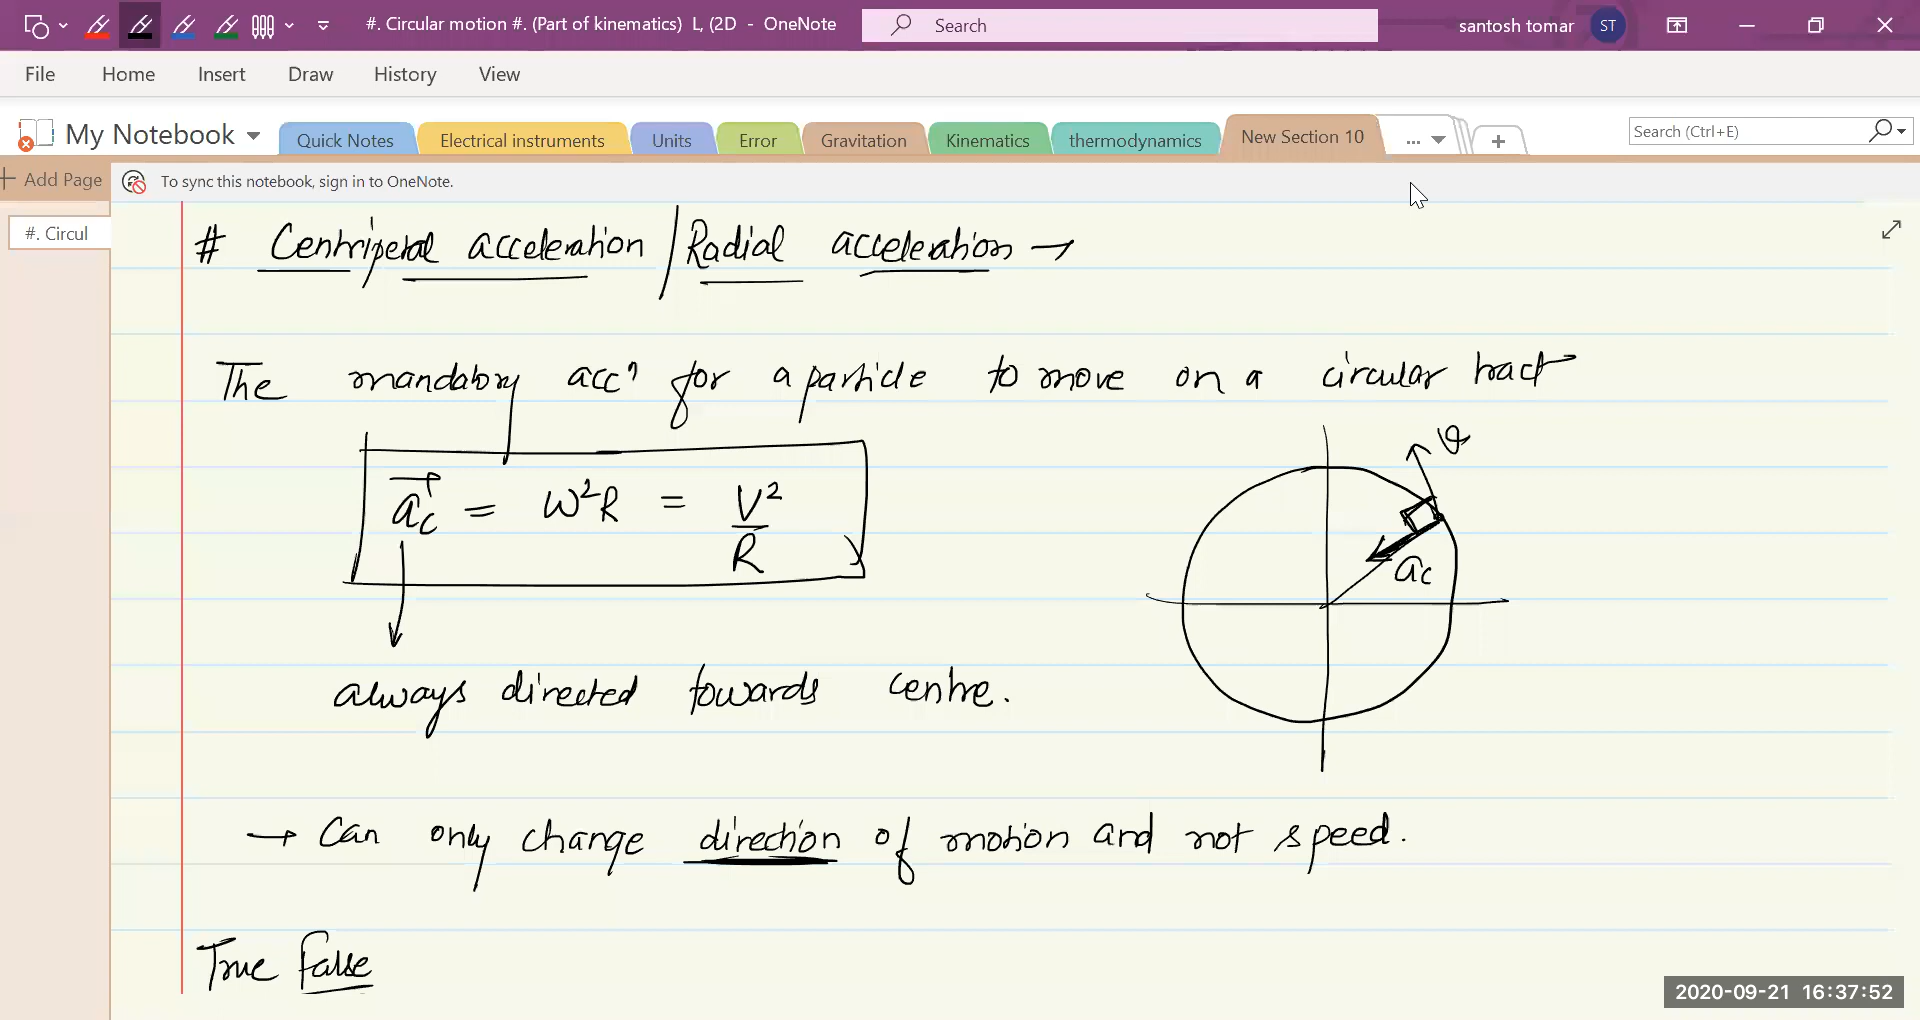 #. Circular motion #. (Part of kinematics) L, (2D - OneNote
Search
santosh tomar ST
File Home Insert Draw History View
My Notebook
Quick Notes Electrical instruments Units Error Gravitation Kinematics thermodynamics New Section 10 ... +
Search (Ctrl+E)
Add Page
To sync this notebook, sign in to OneNote.
#. Circul
# Centripetal acceleration / Radial acceleration →
The mandatory accⁿ for a particle to move on a circular track
v
a⃗c = ω²R = V²/R
ac
always directed towards centre.
→ Can only change direction of motion and not speed.
True False
2020-09-21 16:37:52